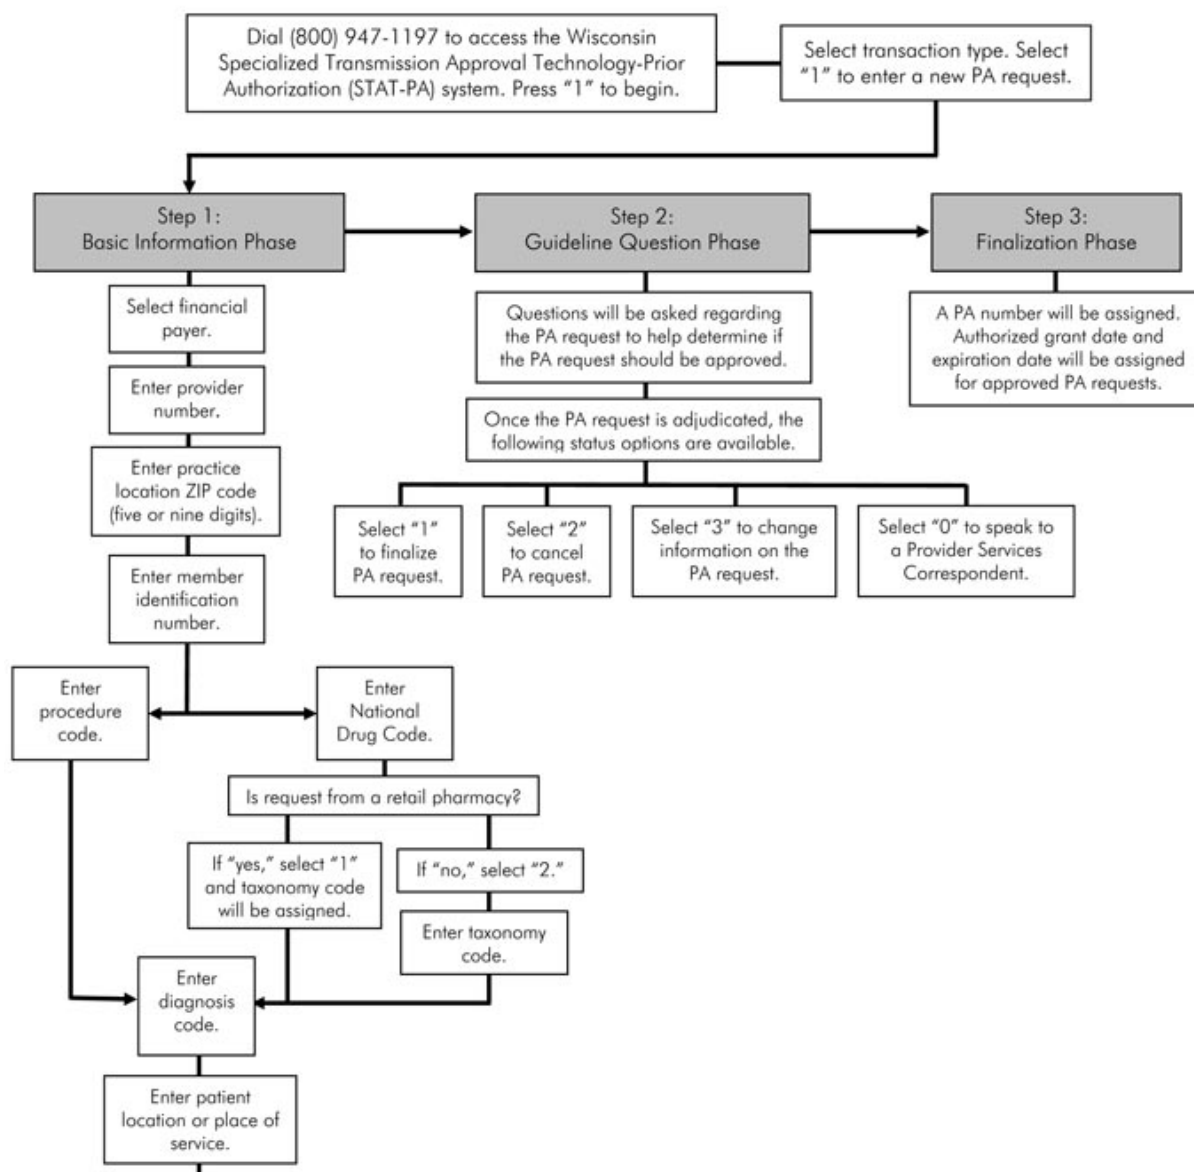 Dial (800) 947-1197 to access the Wisconsin
Specialized Transmission Approval Technology-Prior
Authorization (STAT-PA) system. Press “1” to begin.
Select transaction type. Select
“1” to enter a new PA request.
Step 1:
Basic Information Phase
Step 2:
Guideline Question Phase
Step 3:
Finalization Phase
Select financial
payer.
Enter provider
number.
Enter practice
location ZIP code
(five or nine digits).
Enter member
identification
number.
Questions will be asked regarding
the PA request to help determine if
the PA request should be approved.
Once the PA request is adjudicated, the
following status options are available.
Select “1”
to finalize
PA request.
Select “2”
to cancel
PA request.
Select “3” to change
information on the
PA request.
Select “0” to speak to
a Provider Services
Correspondent.
A PA number will be assigned.
Authorized grant date and
expiration date will be assigned
for approved PA requests.
Enter
procedure
code.
Enter
National
Drug Code.
Is request from a retail pharmacy?
If “yes,” select “1”
and taxonomy code
will be assigned.
If “no,” select “2.”
Enter taxonomy
code.
Enter
diagnosis
code.
Enter patient
location or place of
service.